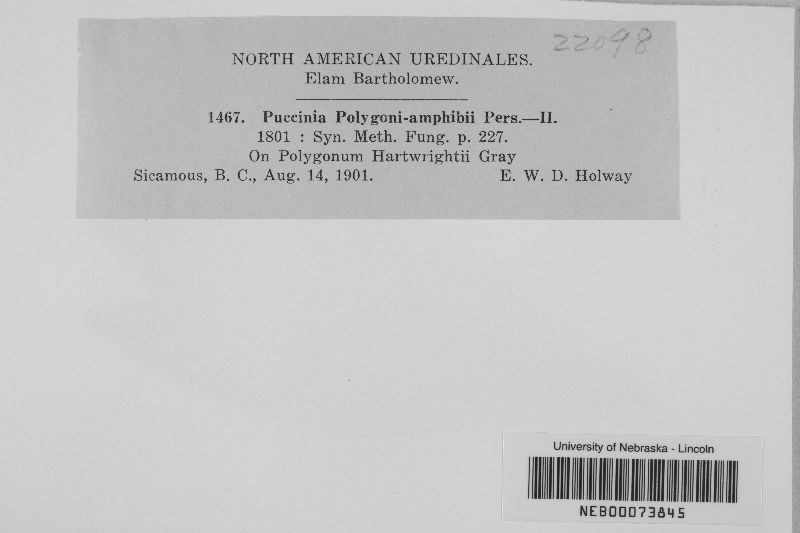 22098
NORTH AMERICAN UREDINALES.
Elam Bartholomew.
1467. Puccinia Polygoni-amphibii Pers.—II.
1801 : Syn. Meth. Fung. p. 227.
On Polygonum Hartwrightii Gray
Sicamous, B. C., Aug. 14, 1901. E. W. D. Holway
University of Nebraska - Lincoln
NEB00073845